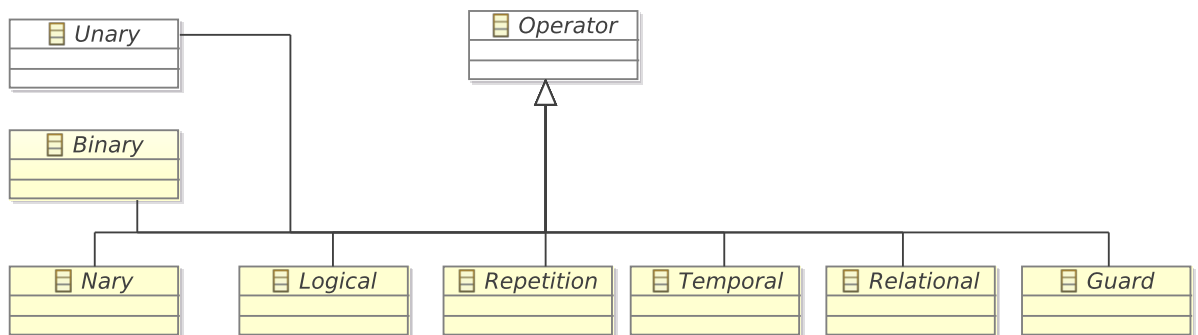 Unary
Operator
Binary
Nary
Logical
Repetition
Temporal
Relational
Guard